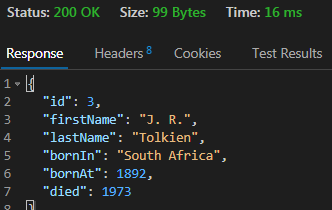 Status: 200 OK Size: 99 Bytes Time: 16 ms
Response Headers 8 Cookies Test Results
1 {
2 "id": 3,
3 "firstName": "J. R.",
4 "lastName": "Tolkien",
5 "bornIn": "South Africa",
6 "bornAt": 1892,
7 "died": 1973
8 }